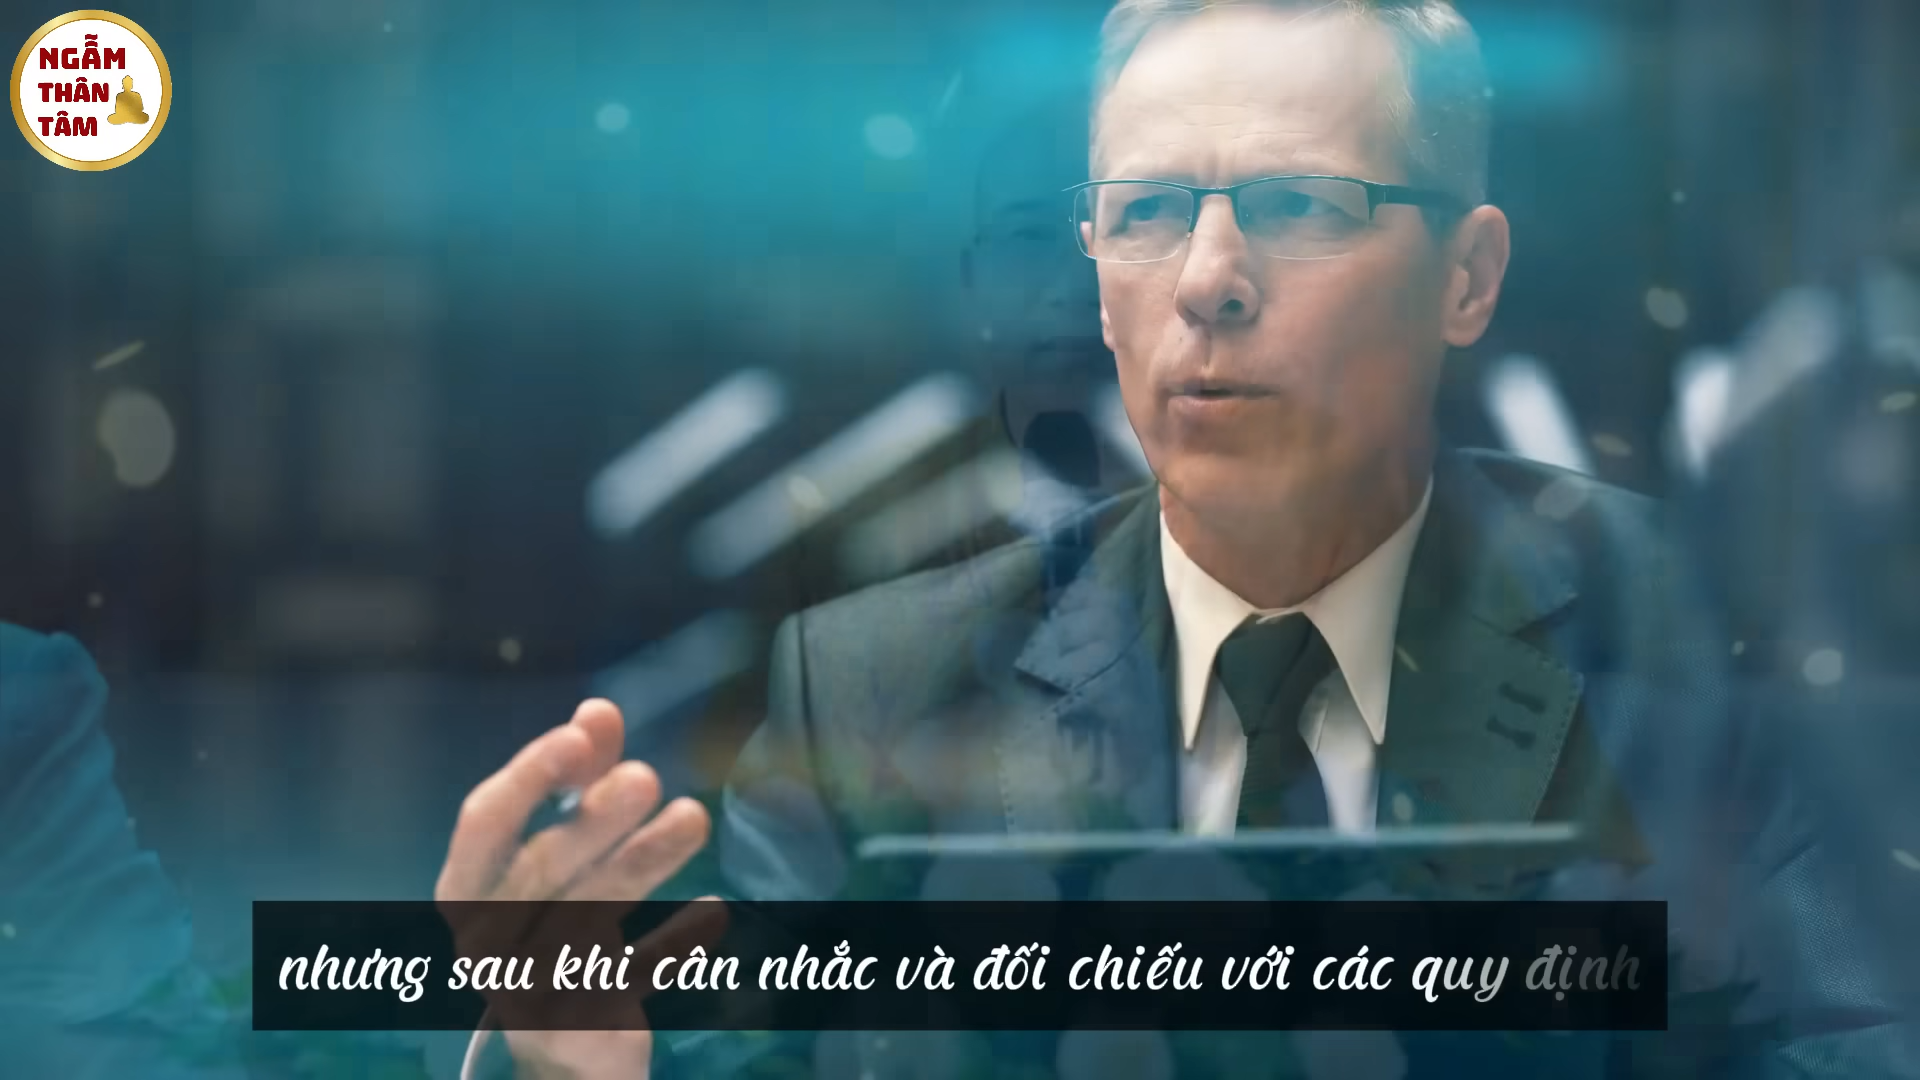 NGẪM
THÂN
TÂM
nhưng sau khi cân nhắc và đối chiếu với các quy định